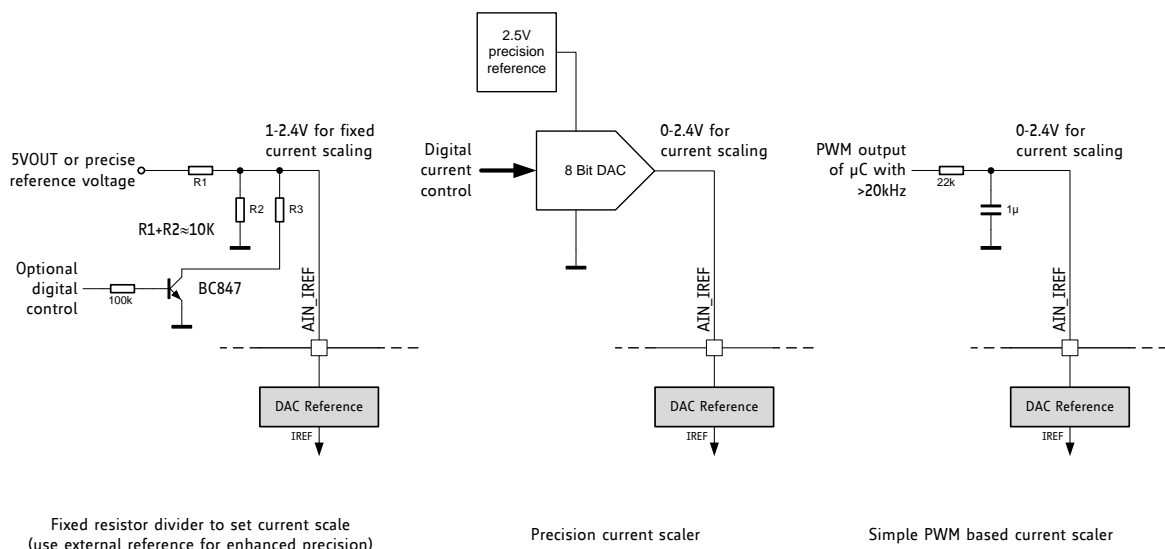 2.5V
precision
reference
1-2.4V for fixed
current scaling
5VOUT or precise
reference voltage
R1
R2
R3
R1+R2≈10K
Optional
digital
control
100k
BC847
AIN_IREF
DAC Reference
IREF
Digital
current
control
8 Bit DAC
0-2.4V for
current scaling
AIN_IREF
DAC Reference
IREF
PWM output
of µC with
>20kHz
22k
1µ
0-2.4V for
current scaling
AIN_IREF
DAC Reference
IREF
Fixed resistor divider to set current scale
(use external reference for enhanced precision)
Precision current scaler
Simple PWM based current scaler